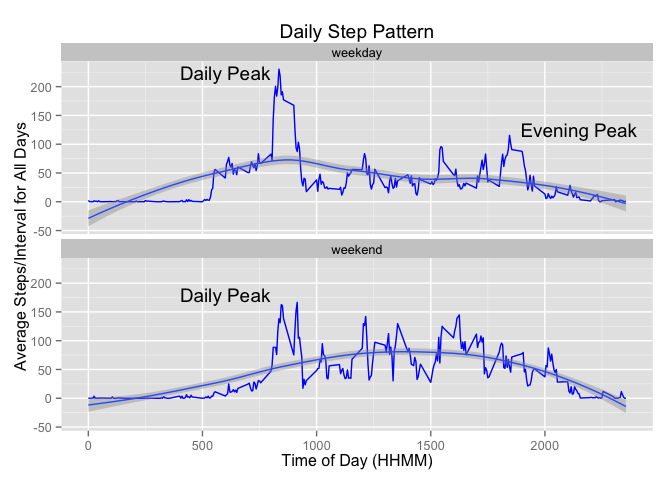 Daily Step Pattern
weekday
Daily Peak
Evening Peak
200
150
100
50
0
-50
weekend
Daily Peak
200
150
100
50
0
-50
0 500 1000 1500 2000
Time of Day (HHMM)
Average Steps/Interval for All Days